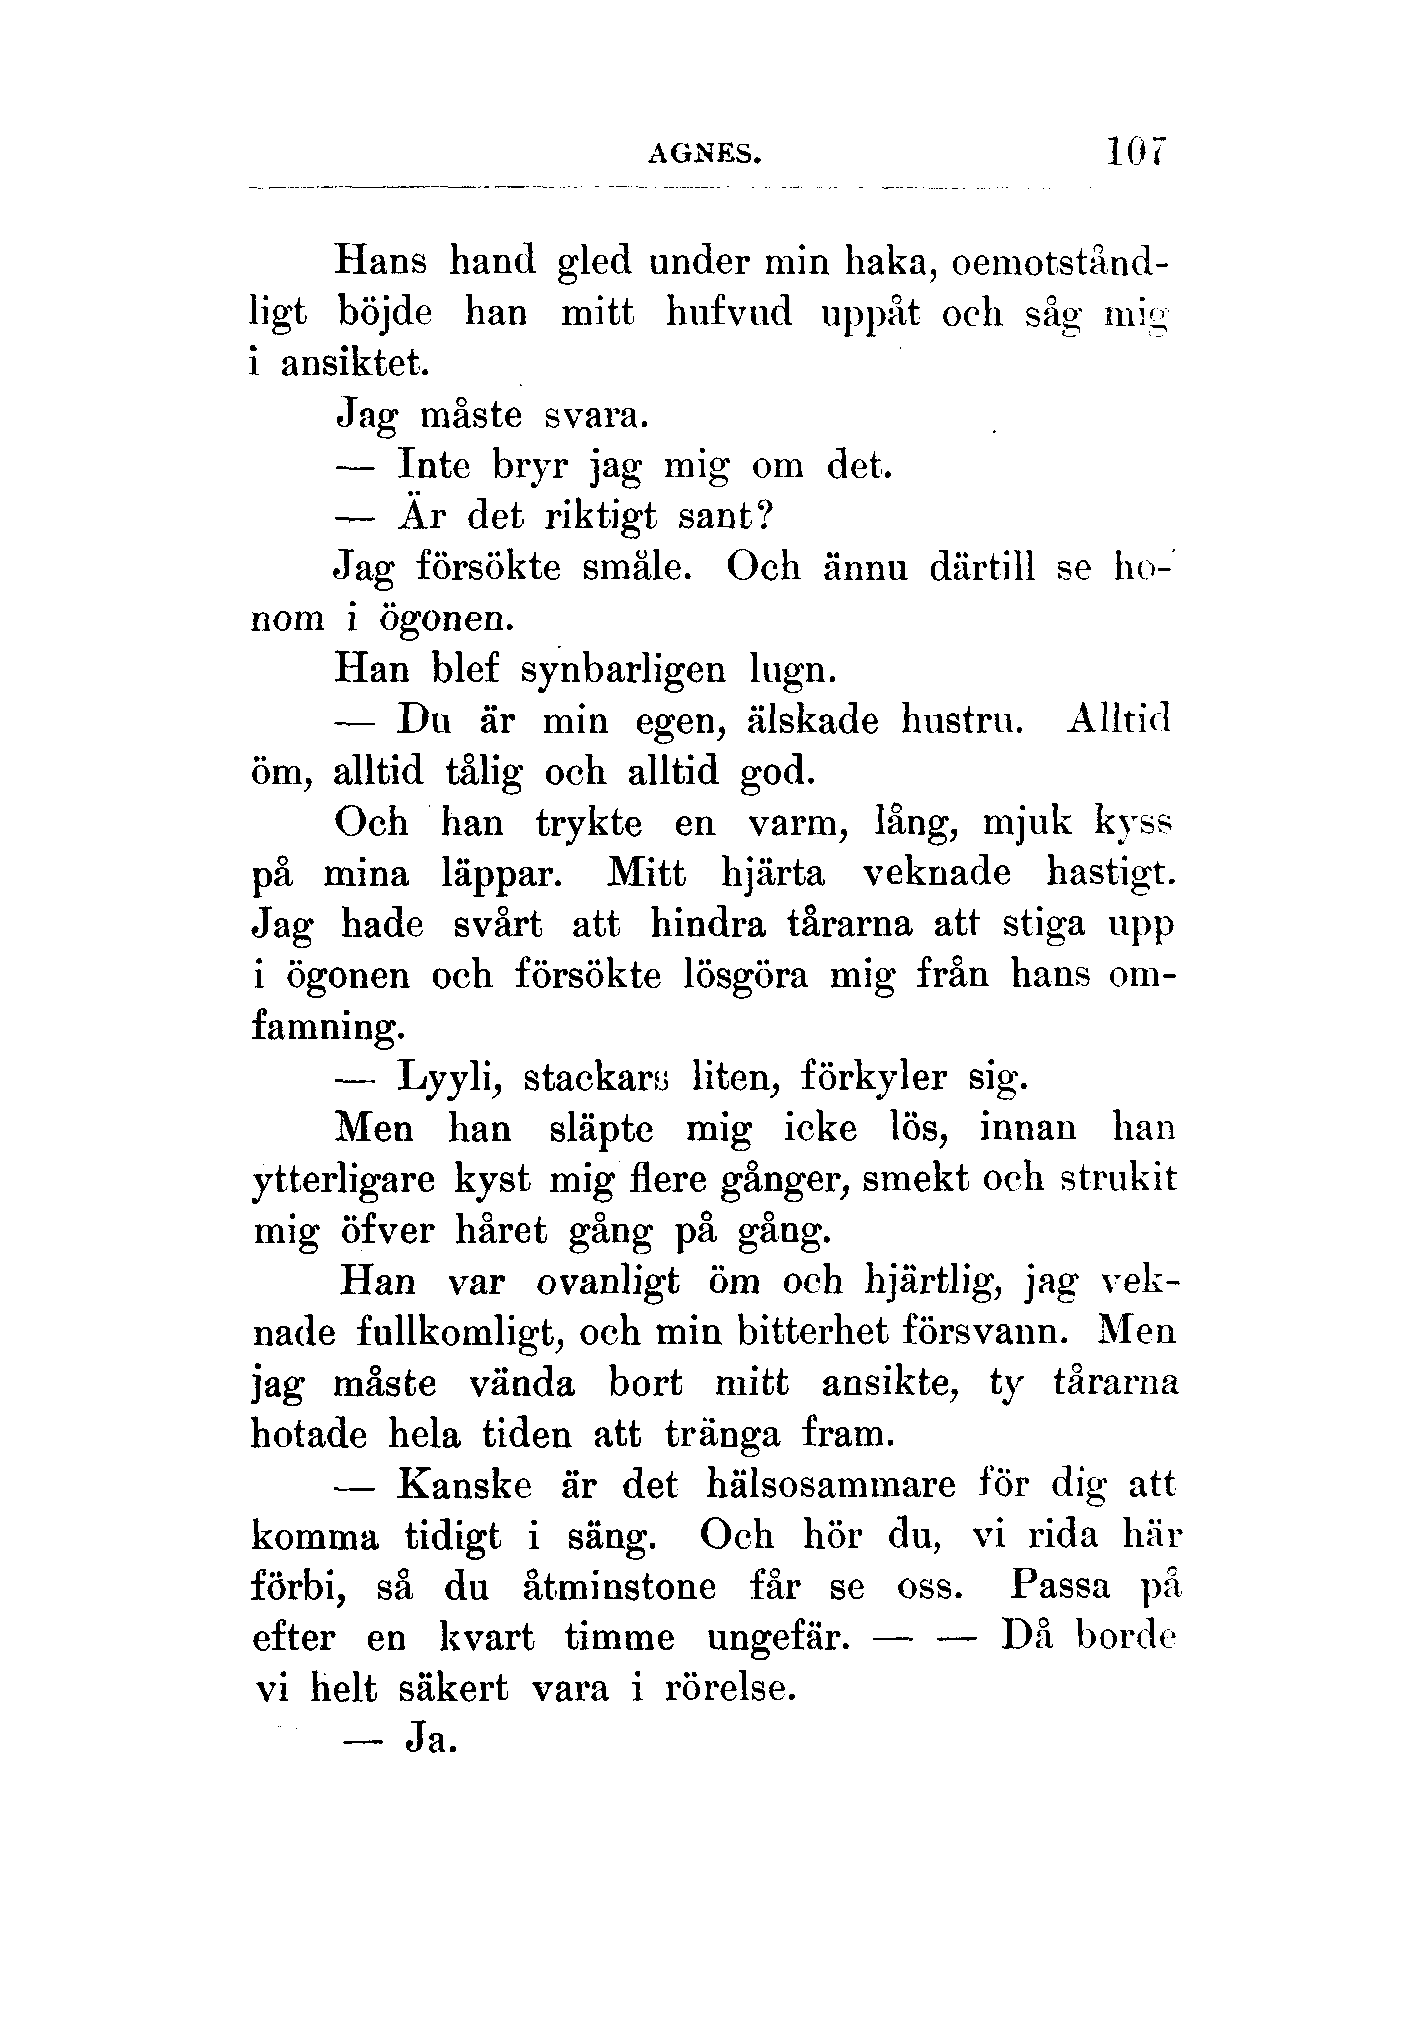 AGNES. 107
Hans hand gled under min haka, oemotstånd-
ligt böjde han mitt hufvud uppåt och såg mig
i ansiktet.
Jag måste svara.
— Inte bryr jag mig om det.
— Är det riktigt sant?
Jag försökte småle. Och ännu därtill se ho-
nom i ögonen.
Han blef synbarligen lugn.
— Du är min egen, älskade hustru. Alltid
öm, alltid tålig och alltid god.
Och han trykte en varm, lång, mjuk kyss
på mina läppar. Mitt hjärta veknade hastigt.
Jag hade svårt att hindra tårarna att stiga upp
i ögonen och försökte lösgöra mig från hans om-
famning.
— Lyyli, stackars liten, förkyler sig.
Men han släpte mig icke lös, innan han
ytterligare kyst mig flere gånger, smekt och strukit
mig öfver håret gång på gång.
Han var ovanligt öm och hjärtlig, jag vek-
nade fullkomligt, och min bitterhet försvann. Men
jag måste vända bort mitt ansikte, ty tårarna
hotade hela tiden att tränga fram.
— Kanske är det hälsosammare för dig att
komma tidigt i säng. Och hör du, vi rida här
förbi, så du åtminstone får se oss. Passa på
efter en kvart timme ungefär. — — Då borde
vi helt säkert vara i rörelse.
— Ja.